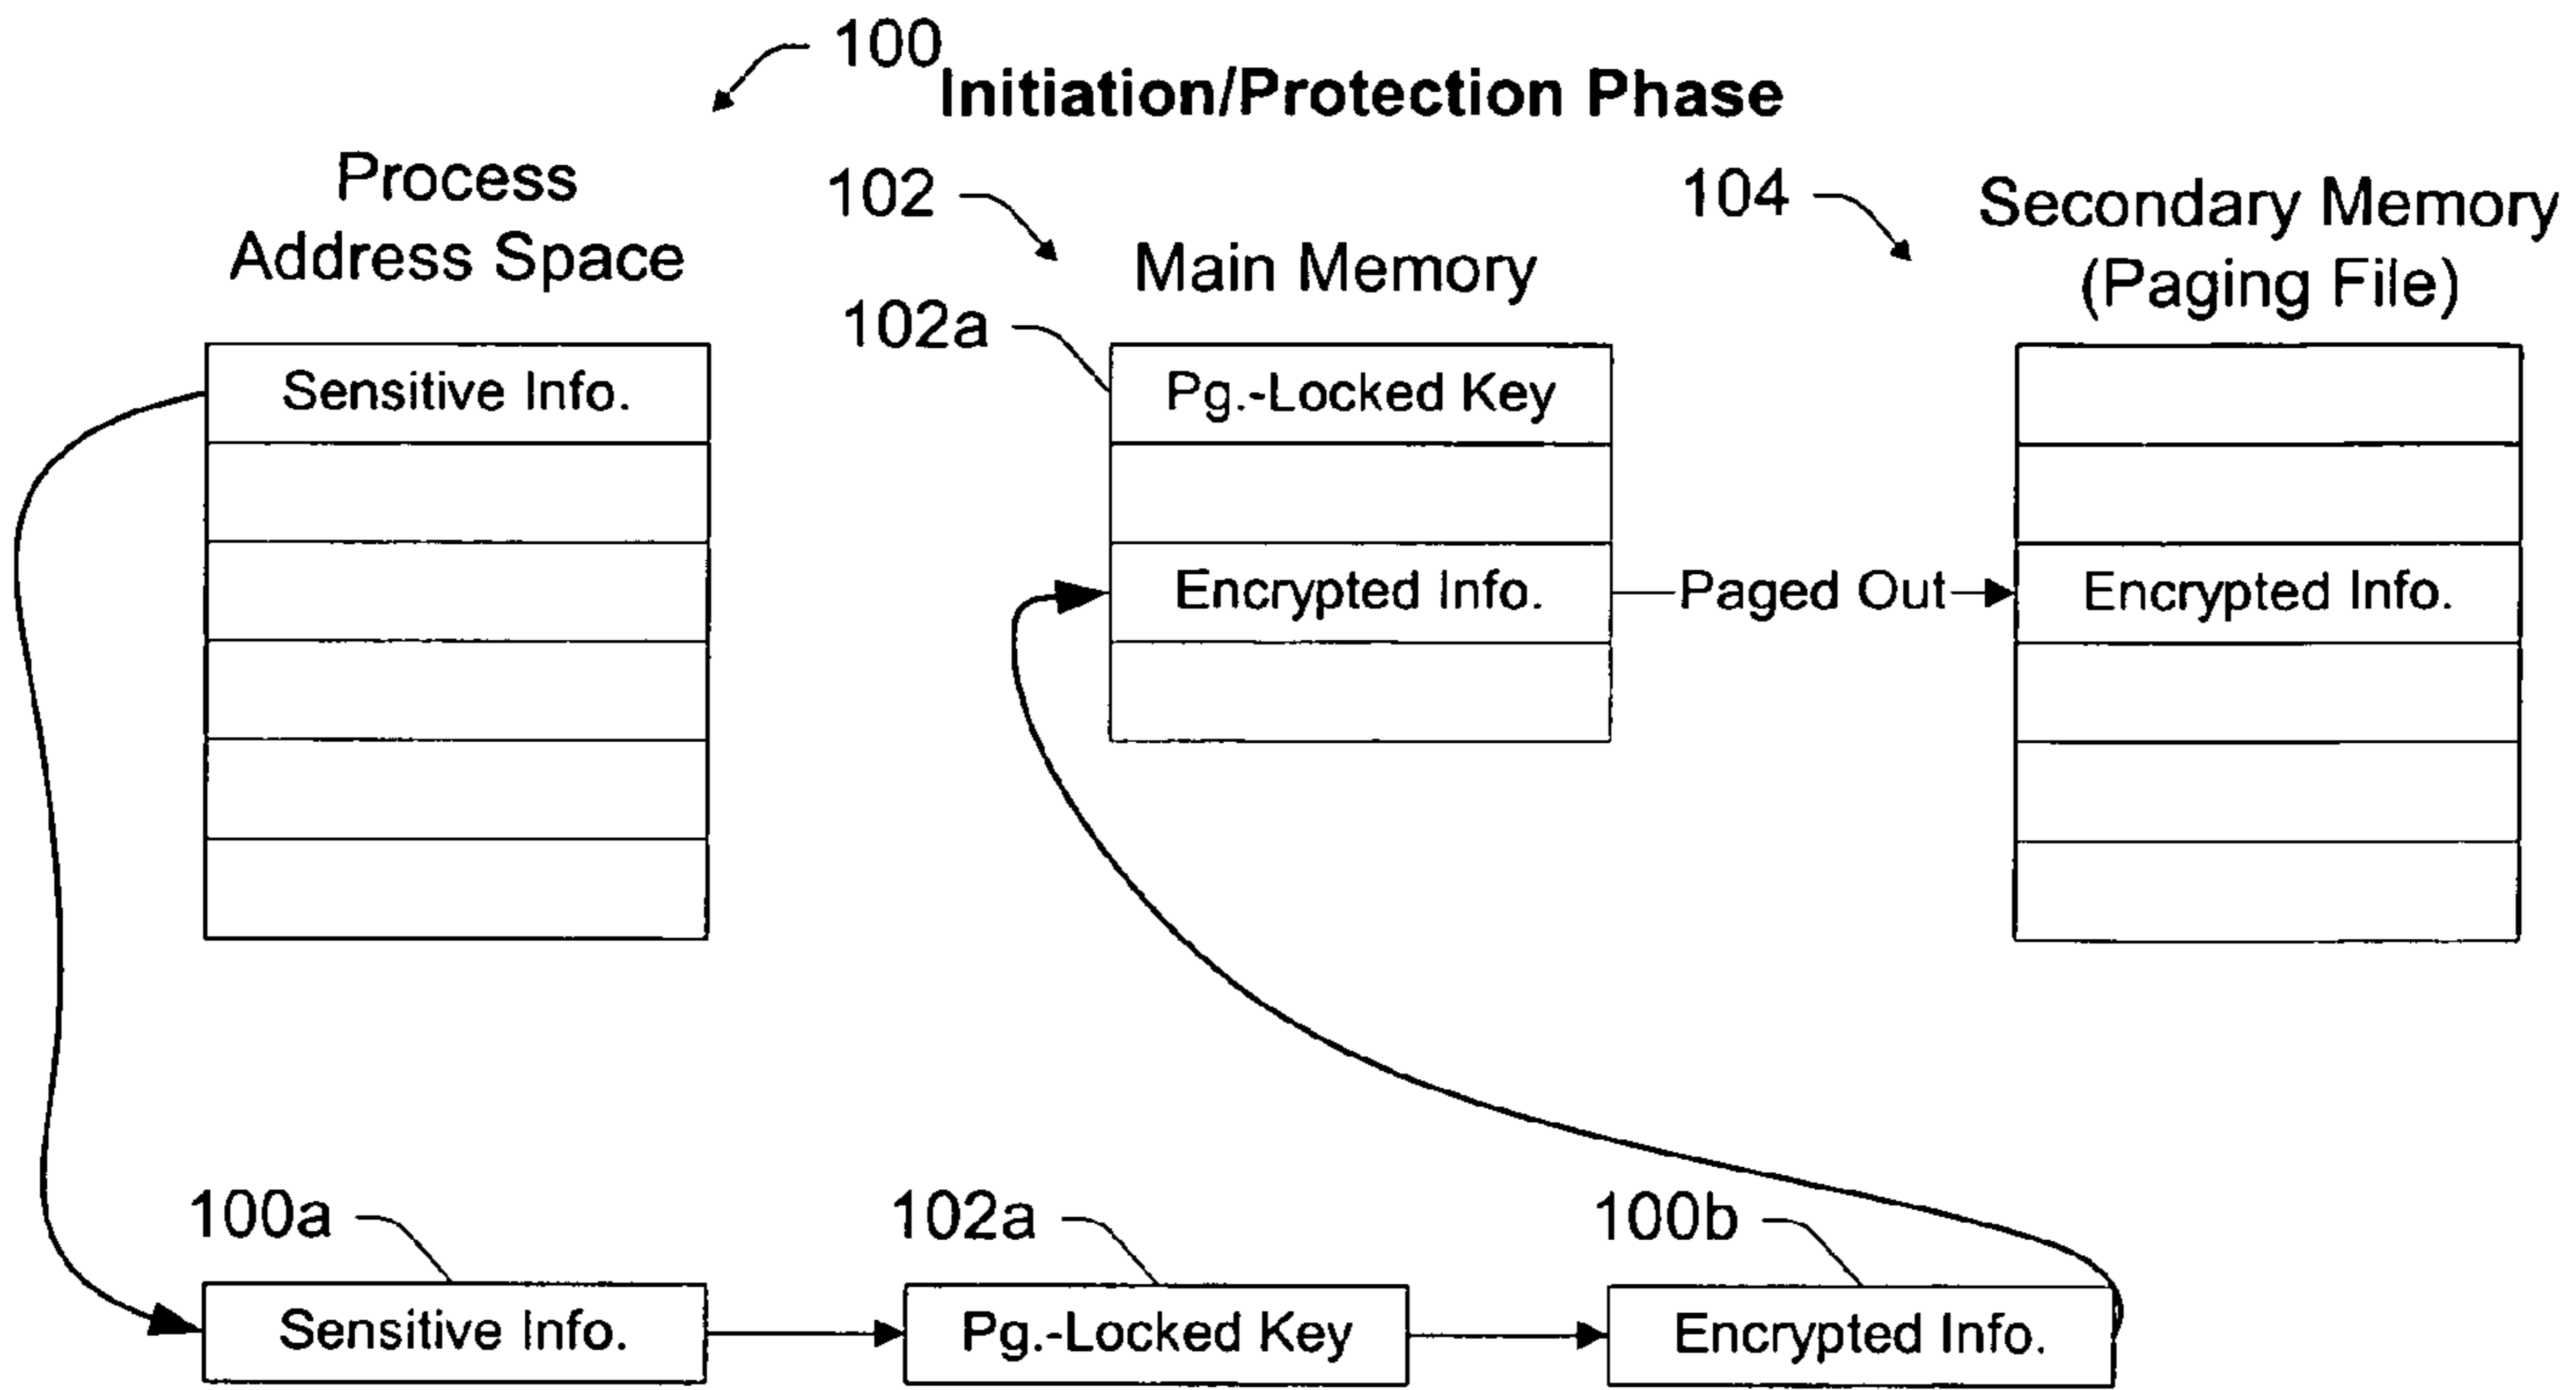 100
Initiation/Protection Phase
Process
Address Space
102
Main Memory
104
Secondary Memory
(Paging File)
102a
Sensitive Info.
Pg.-Locked Key
Encrypted Info.
Paged Out
Encrypted Info.
100a
102a
100b
Sensitive Info.
Pg.-Locked Key
Encrypted Info.